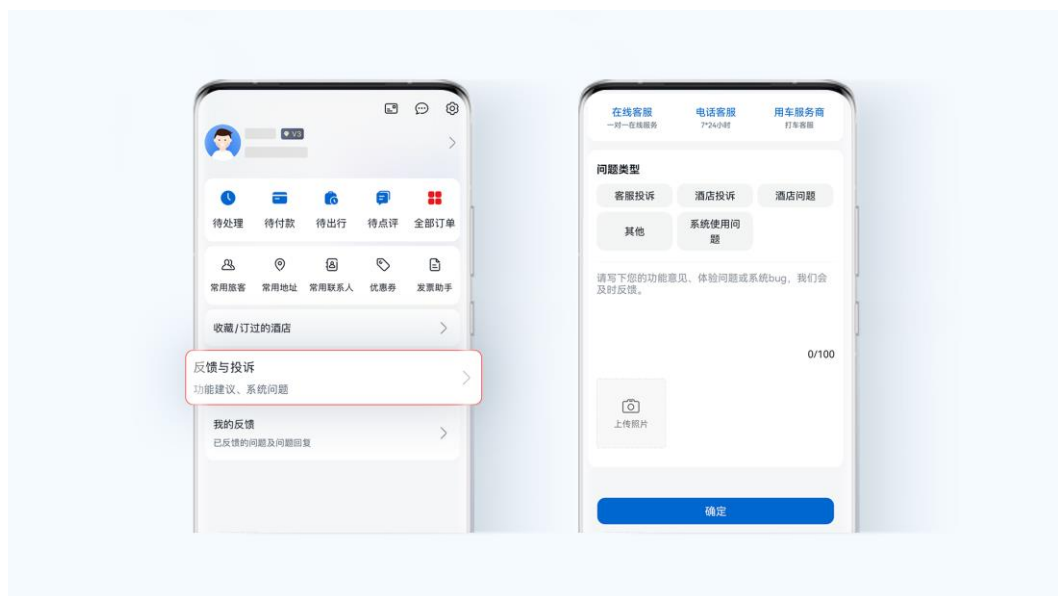 V3
待处理
待付款
待出行
待点评
全部订单
常用旅客
常用地址
常用联系人
优惠券
发票助手
收藏/订过的酒店
反馈与投诉
功能建议、系统问题
我的反馈
已反馈的问题及问题回复
在线客服
一对一在线服务
电话客服
7*24小时
用车服务商
打车客服
问题类型
客服投诉
酒店投诉
酒店问题
其他
系统使用问
题
请写下您的功能意见、体验问题或系统bug，我们会
及时反馈。
0/100
上传照片
确定